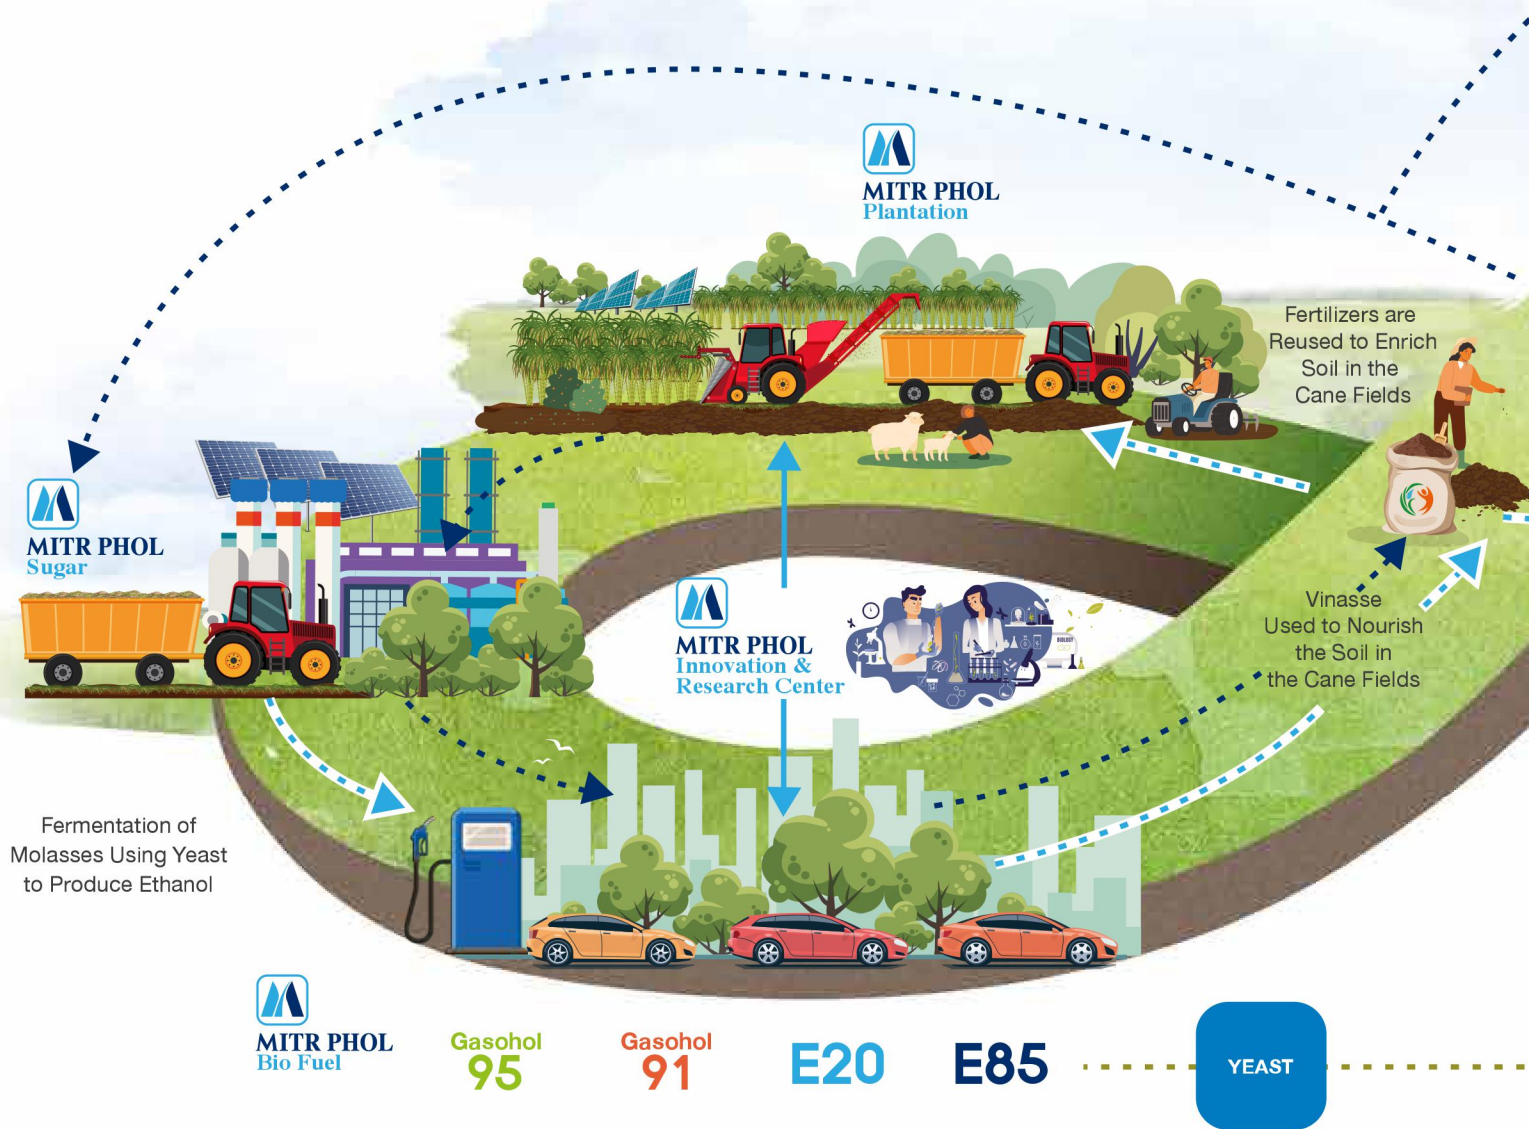 MITR PHOL
Plantation
Fertilizers are
Reused to Enrich
Soil in the
Cane Fields
MITR PHOL
Sugar
MITR PHOL
Innovation &
Research Center
BIOLOGY
Vinasse
Used to Nourish
the Soil in
the Cane Fields
Fermentation of
Molasses Using Yeast
to Produce Ethanol
MITR PHOL
Bio Fuel
Gasohol
95
Gasohol
91
E20
E85
YEAST